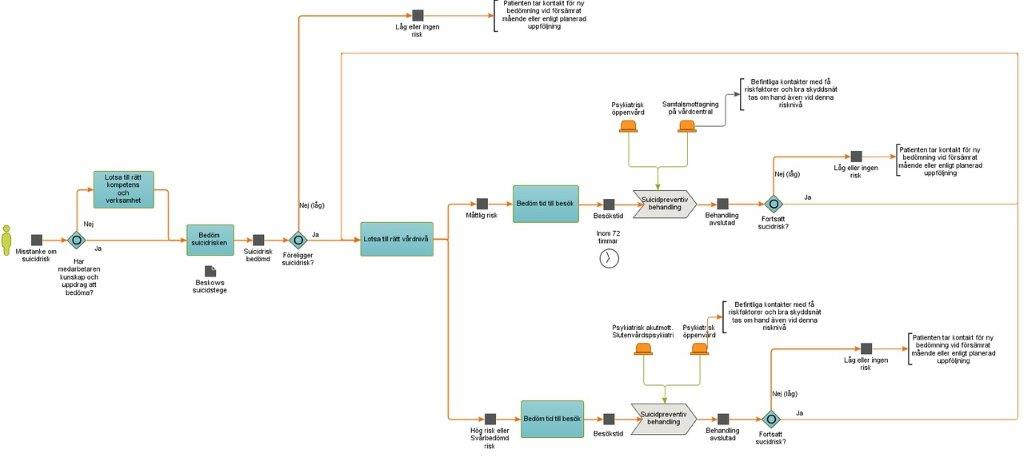 Patienten tar kontakt för ny
bedömning vid försämrat
mående eller enligt planerad
uppföljning
Låg eller ingen
risk
Befintliga kontakter med få
riskfaktorer och bra skyddsnät
tas om hand även vid denna
risknivå
Psykiatrisk
öppenvård
Samtalsmottagning
på vårdcentral
Patienten tar kontakt för ny
bedömning vid försämrat
mående eller enligt planerad
uppföljning
Låg eller ingen
risk
Nej (låg)
Lotsa till rätt
kompetens
och
verksamhet
Nej
Nej (låg)
Måttlig risk
Bedöm tid till besök
Besökstid
Suicidpreventiv
behandling
Behandling
avslutad
Ja
Fortsatt
sucidrisk?
Inom 72
timmar
Misstanke om
suicidrisk
Ja
Har
medarbetaren
kunskap och
uppdrag att
bedöma?
Bedöm
suicidrisken
Beskows
suicidstege
Suicidrisk
bedömd
Ja
Föreligger
suicidrisk?
Lotsa till rätt vårdnivå
Befintliga kontakter med få
riskfaktorer och bra skyddsnät
tas om hand även vid denna
risknivå
Psykiatrisk akutmott.
Slutenvårdspsykiatri
Psykiatrisk
öppenvård
Patienten tar kontakt för ny
bedömning vid försämrat
mående eller enligt planerad
uppföljning
Låg eller ingen
risk
Nej (låg)
Hög risk eller
Svårbedömd
risk
Bedöm tid till besök
Besökstid
Suicidpreventiv
behandling
Behandling
avslutad
Ja
Fortsatt
sucidrisk?